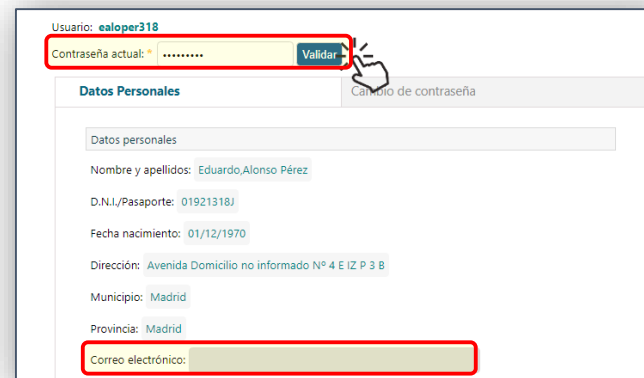 Usuario: ealoper318
Contraseña actual: * ••••••••• Validar
Datos Personales Cambio de contraseña
Datos personales
Nombre y apellidos: Eduardo,Alonso Pérez
D.N.I./Pasaporte: 01921318J
Fecha nacimiento: 01/12/1970
Dirección: Avenida Domicilio no informado Nº 4 E IZ P 3 B
Municipio: Madrid
Provincia: Madrid
Correo electrónico: